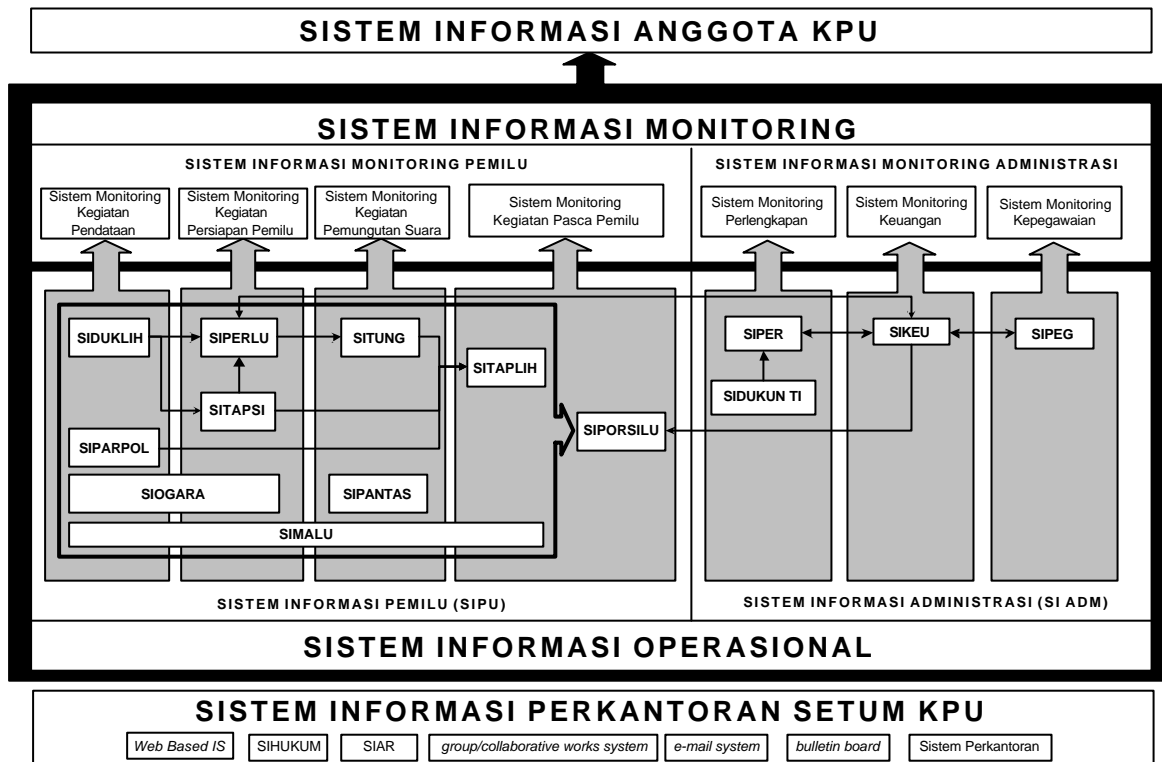 SISTEM INFORMASI ANGGOTA KPU
SISTEM INFORMASI MONITORING
SISTEM INFORMASI MONITORING PEMILU
SISTEM INFORMASI MONITORING ADMINISTRASI
Sistem Monitoring
Kegiatan
Pendataan
Sistem Monitoring
Kegiatan
Persiapan Pemilu
Sistem Monitoring
Kegiatan
Pemungutan Suara
Sistem Monitoring
Kegiatan Pasca Pemilu
Sistem Monitoring
Perlengkapan
Sistem Monitoring
Keuangan
Sistem Monitoring
Kepegawaian
SIDUKLIH
SIPERLU
SITUNG
SITAPLIH
SITAPSI
SIPARPOL
SIPORSILU
SIOGARA
SIPANTAS
SIMALU
SIPER
SIKEU
SIPEG
SIDUKUN TI
SISTEM INFORMASI PEMILU (SIPU)
SISTEM INFORMASI ADMINISTRASI (SI ADM)
SISTEM INFORMASI OPERASIONAL
SISTEM INFORMASI PERKANTORAN SETUM KPU
Web Based IS
SIHUKUM
SIAR
group/collaborative works system
e-mail system
bulletin board
Sistem Perkantoran